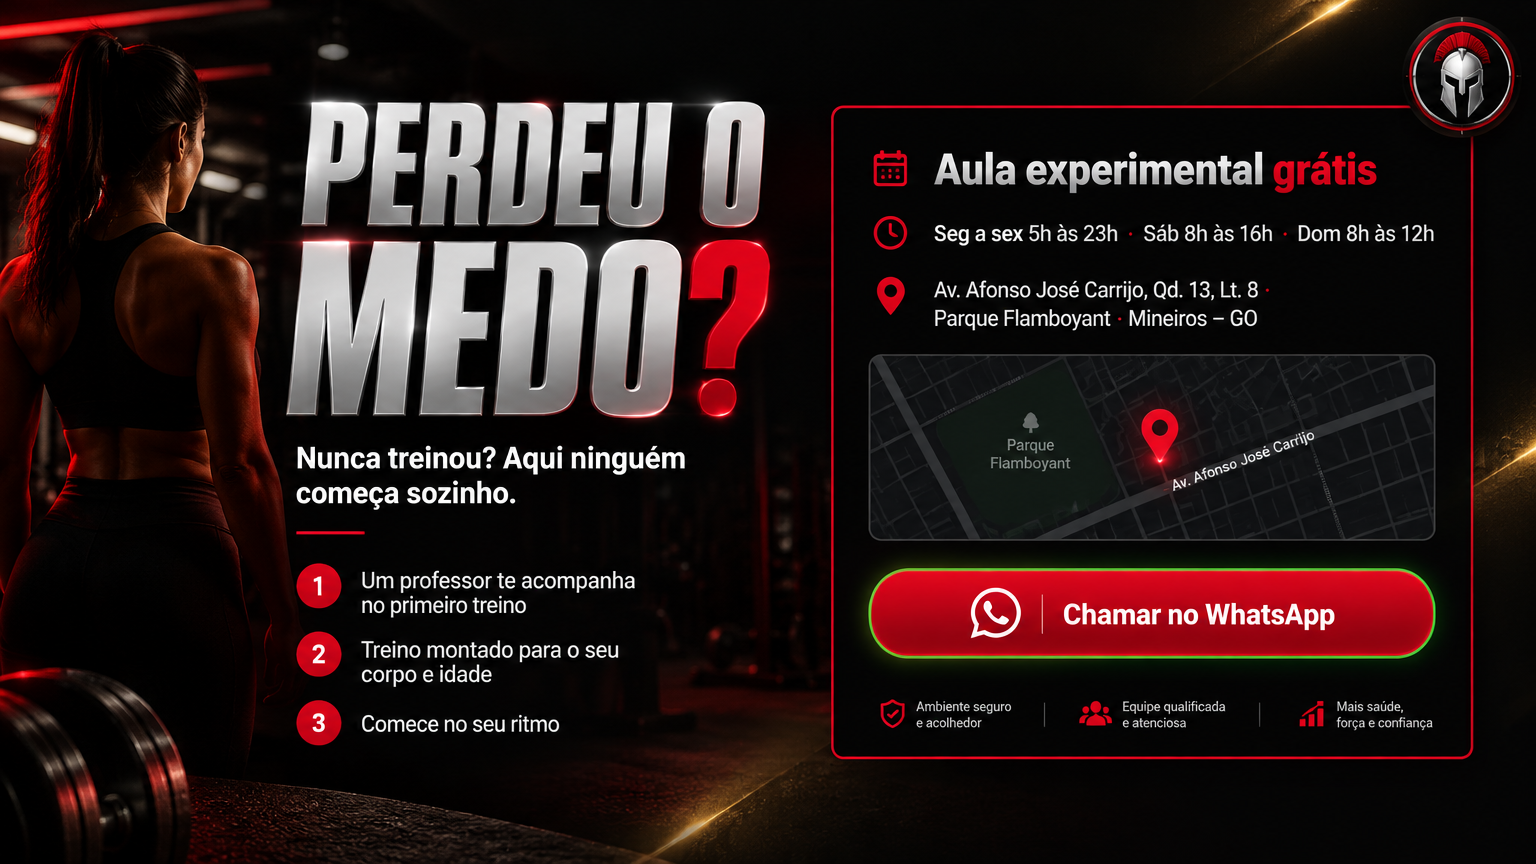 PERDEU O
MEDO?
Nunca treinou? Aqui ninguém
começa sozinho.
1 Um professor te acompanha
no primeiro treino
2 Treino montado para o seu
corpo e idade
3 Comece no seu ritmo
Aula experimental grátis
Seg a sex 5h às 23h · Sáb 8h às 16h · Dom 8h às 12h
Av. Afonso José Carrijo, Qd. 13, Lt. 8 ·
Parque Flamboyant · Mineiros – GO
Parque
Flamboyant
Av. Afonso José Carrijo
Chamar no WhatsApp
Ambiente seguro
e acolhedor
Equipe qualificada
e atenciosa
Mais saúde,
força e confiança